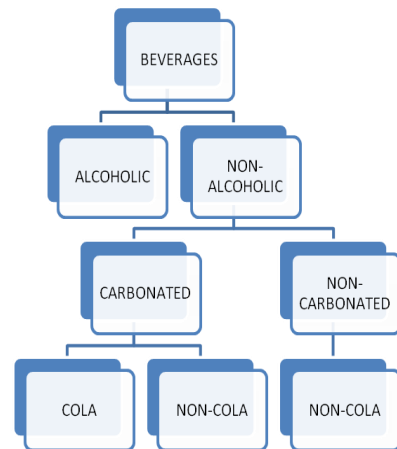 BEVERAGES
ALCOHOLIC
NON-
ALCOHOLIC
CARBONATED
NON-
CARBONATED
COLA
NON-COLA
NON-COLA